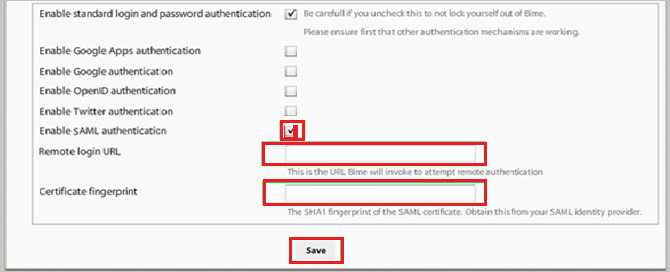 Enable standard login and password authentication
Be carefull if you uncheck this to not lock yourself out of Bime.
Please ensure first that other authentication mechanisms are working.
Enable Google Apps authentication
Enable Google authentication
Enable OpenID authentication
Enable Twitter authentication
Enable SAML authentication
Remote login URL
This is the URL Bime will invoke to attempt remote authentication
Certificate fingerprint
The SHA1 fingerprint of the SAML certificate. Obtain this from your SAML identity provider.
Save